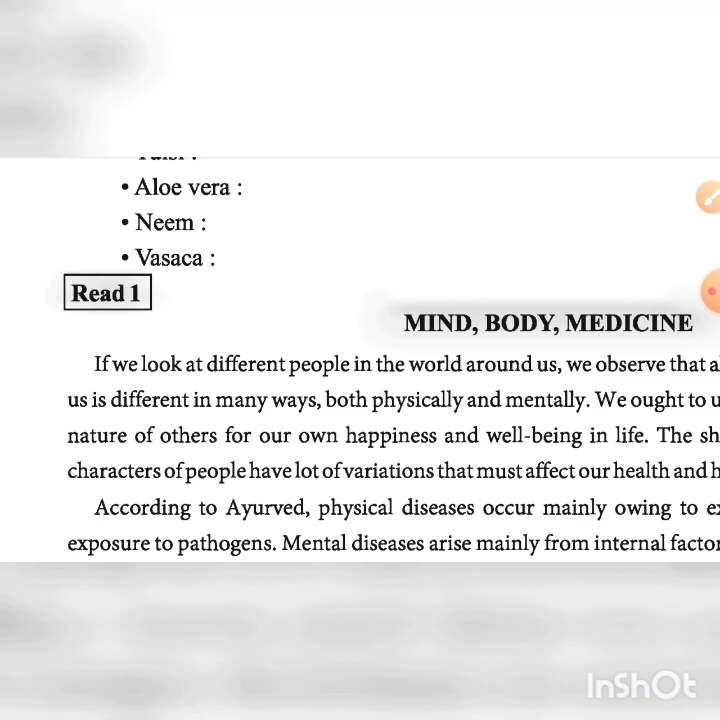 • Aloe vera :
• Neem :
• Vasaca :
Read 1
MIND, BODY, MEDICINE
If we look at different people in the world around us, we observe that
us is different in many ways, both physically and mentally. We ought to
nature of others for our own happiness and well-being in life. The
characters of people have lot of variations that must affect our health and
According to Ayurved, physical diseases occur mainly owing to
exposure to pathogens. Mental diseases arise mainly from internal
InShOt